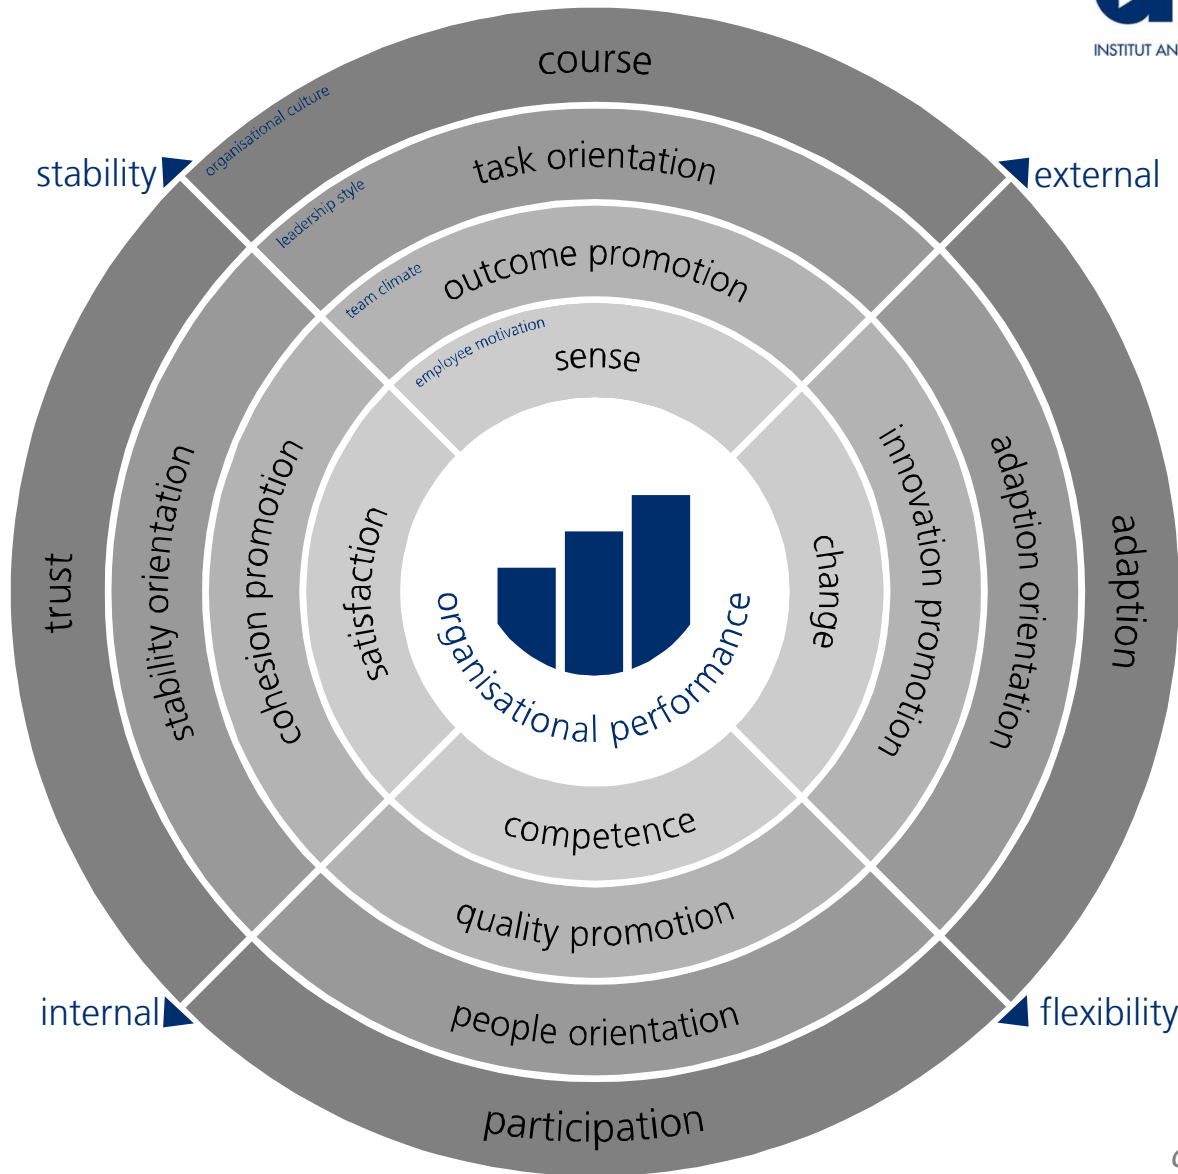 INSTITUT AN
course
organisational culture
stability
external
task orientation
leadership style
outcome promotion
team climate
employee motivation
sense
trust
stability orientation
cohesion promotion
satisfaction
organisational performance
change
innovation promotion
adaption orientation
adaption
competence
quality promotion
people orientation
internal
flexibility
participation